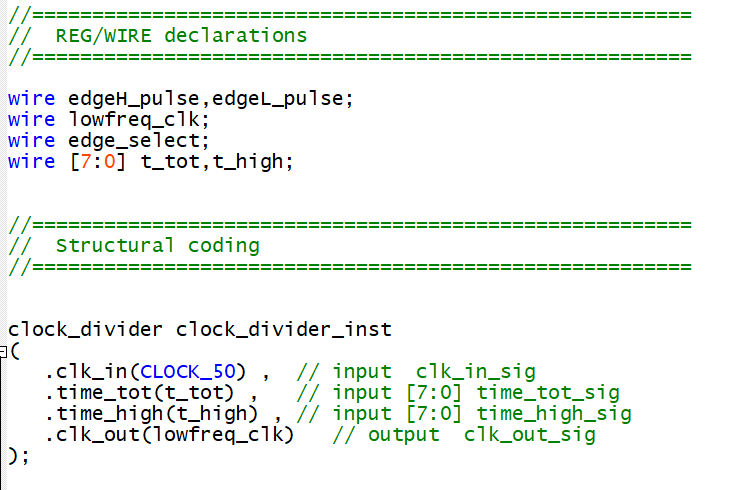 //=======================================================
//  REG/WIRE declarations
//=======================================================
wire edgeH_pulse,edgeL_pulse;
wire lowfreq_clk;
wire edge_select;
wire [7:0] t_tot,t_high;
//=======================================================
//  Structural coding
//=======================================================
clock_divider clock_divider_inst
(
   .clk_in(CLOCK_50) ,  // input  clk_in_sig
   .time_tot(t_tot) ,   // input [7:0] time_tot_sig
   .time_high(t_high) , // input [7:0] time_high_sig
   .clk_out(lowfreq_clk)   // output  clk_out_sig
);